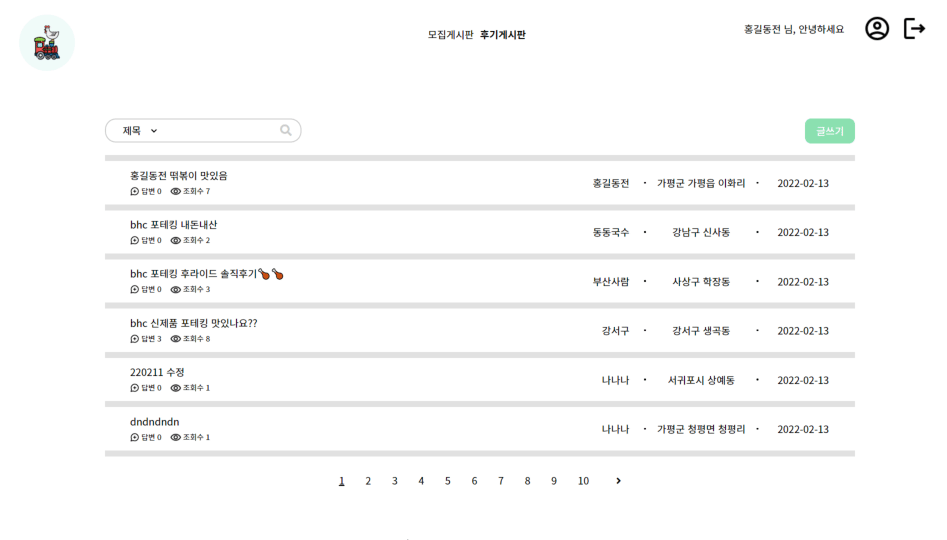 모집게시판 후기게시판
홍길동전 님, 안녕하세요
제목
글쓰기
홍길동전 떡볶이 맛있음
답변 0 조회수 7
홍길동전 · 가평군 가평읍 이화리 · 2022-02-13
bhc 포테킹 내돈내산
답변 0 조회수 2
동동국수 · 강남구 신사동 · 2022-02-13
bhc 포테킹 후라이드 솔직후기🍗🍗
답변 0 조회수 3
부산사람 · 사상구 학장동 · 2022-02-13
bhc 신제품 포테킹 맛있나요??
답변 3 조회수 8
강서구 · 강서구 생곡동 · 2022-02-13
220211 수정
답변 0 조회수 1
나나나 · 서귀포시 상예동 · 2022-02-13
dndndndn
답변 0 조회수 1
나나나 · 가평군 청평면 청평리 · 2022-02-13
1 2 3 4 5 6 7 8 9 10 >